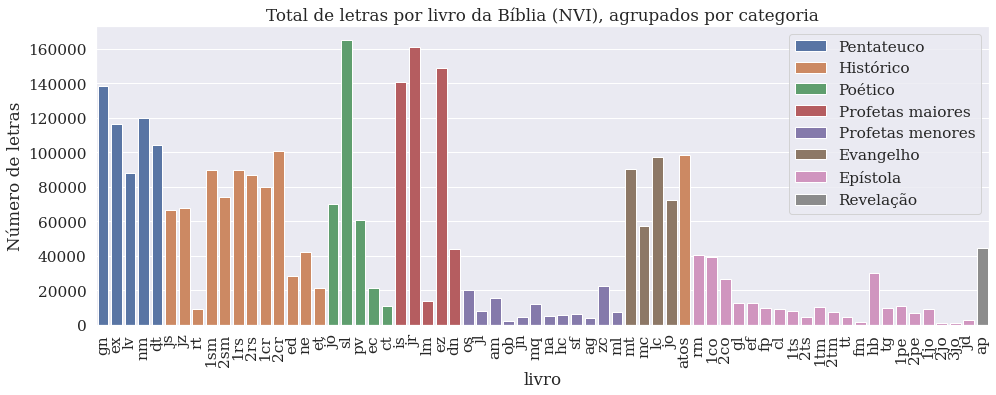 Total de letras por livro da Bíblia (NVI), agrupados por categoria
Número de letras
160000
140000
120000
100000
80000
60000
40000
20000
0
Pentateuco
Histórico
Poético
Profetas maiores
Profetas menores
Evangelho
Epístola
Revelação
gn ex lv nm dt js jz rt 1sm 2sm 1rs 2rs 1cr 2cr ed ne et jo sl pv ec ct is jr lm ez dn os jl am ob jn mq na hc sf ag zc ml mt mc lc jo atos rm 1co 2co gl ef fp cl 1ts 2ts 1tm 2tm tt fm hb tg 1pe 2pe 1jo 2jo 3jo jd ap
livro